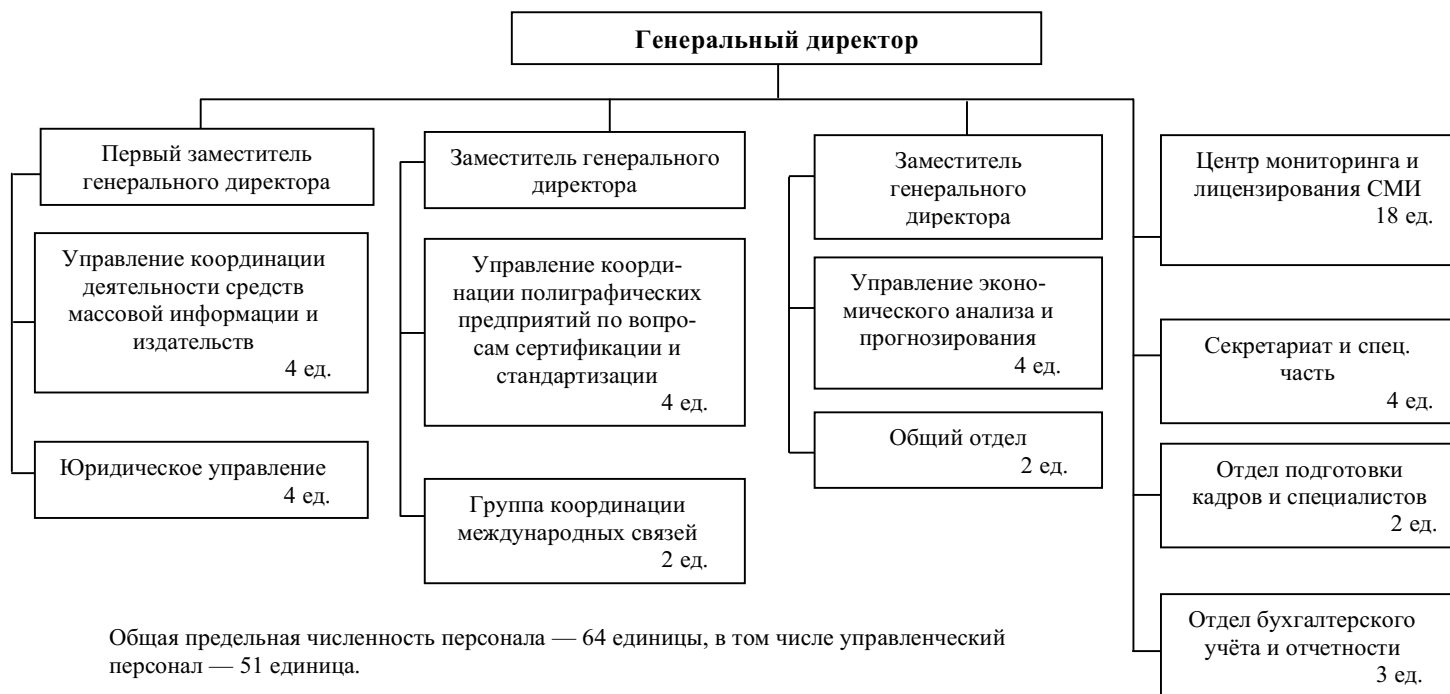 Генеральный директор
Первый заместитель
генерального директора
Управление координации
деятельности средств
массовой информации и
издательств
4 ед.
Юридическое управление
4 ед.
Заместитель генерального
директора
Управление коорди-
нации полиграфических
предприятий по вопро-
сам сертификации и
стандартизации
4 ед.
Группа координации
международных связей
2 ед.
Заместитель
генерального
директора
Управление эконо-
мического анализа и
прогнозирования
4 ед.
Общий отдел
2 ед.
Центр мониторинга и
лицензирования СМИ
18 ед.
Секретариат и спец.
часть
4 ед.
Отдел подготовки
кадров и специалистов
2 ед.
Отдел бухгалтерского
учёта и отчетности
3 ед.
Общая предельная численность персонала — 64 единицы, в том числе управленческий
персонал — 51 единица.